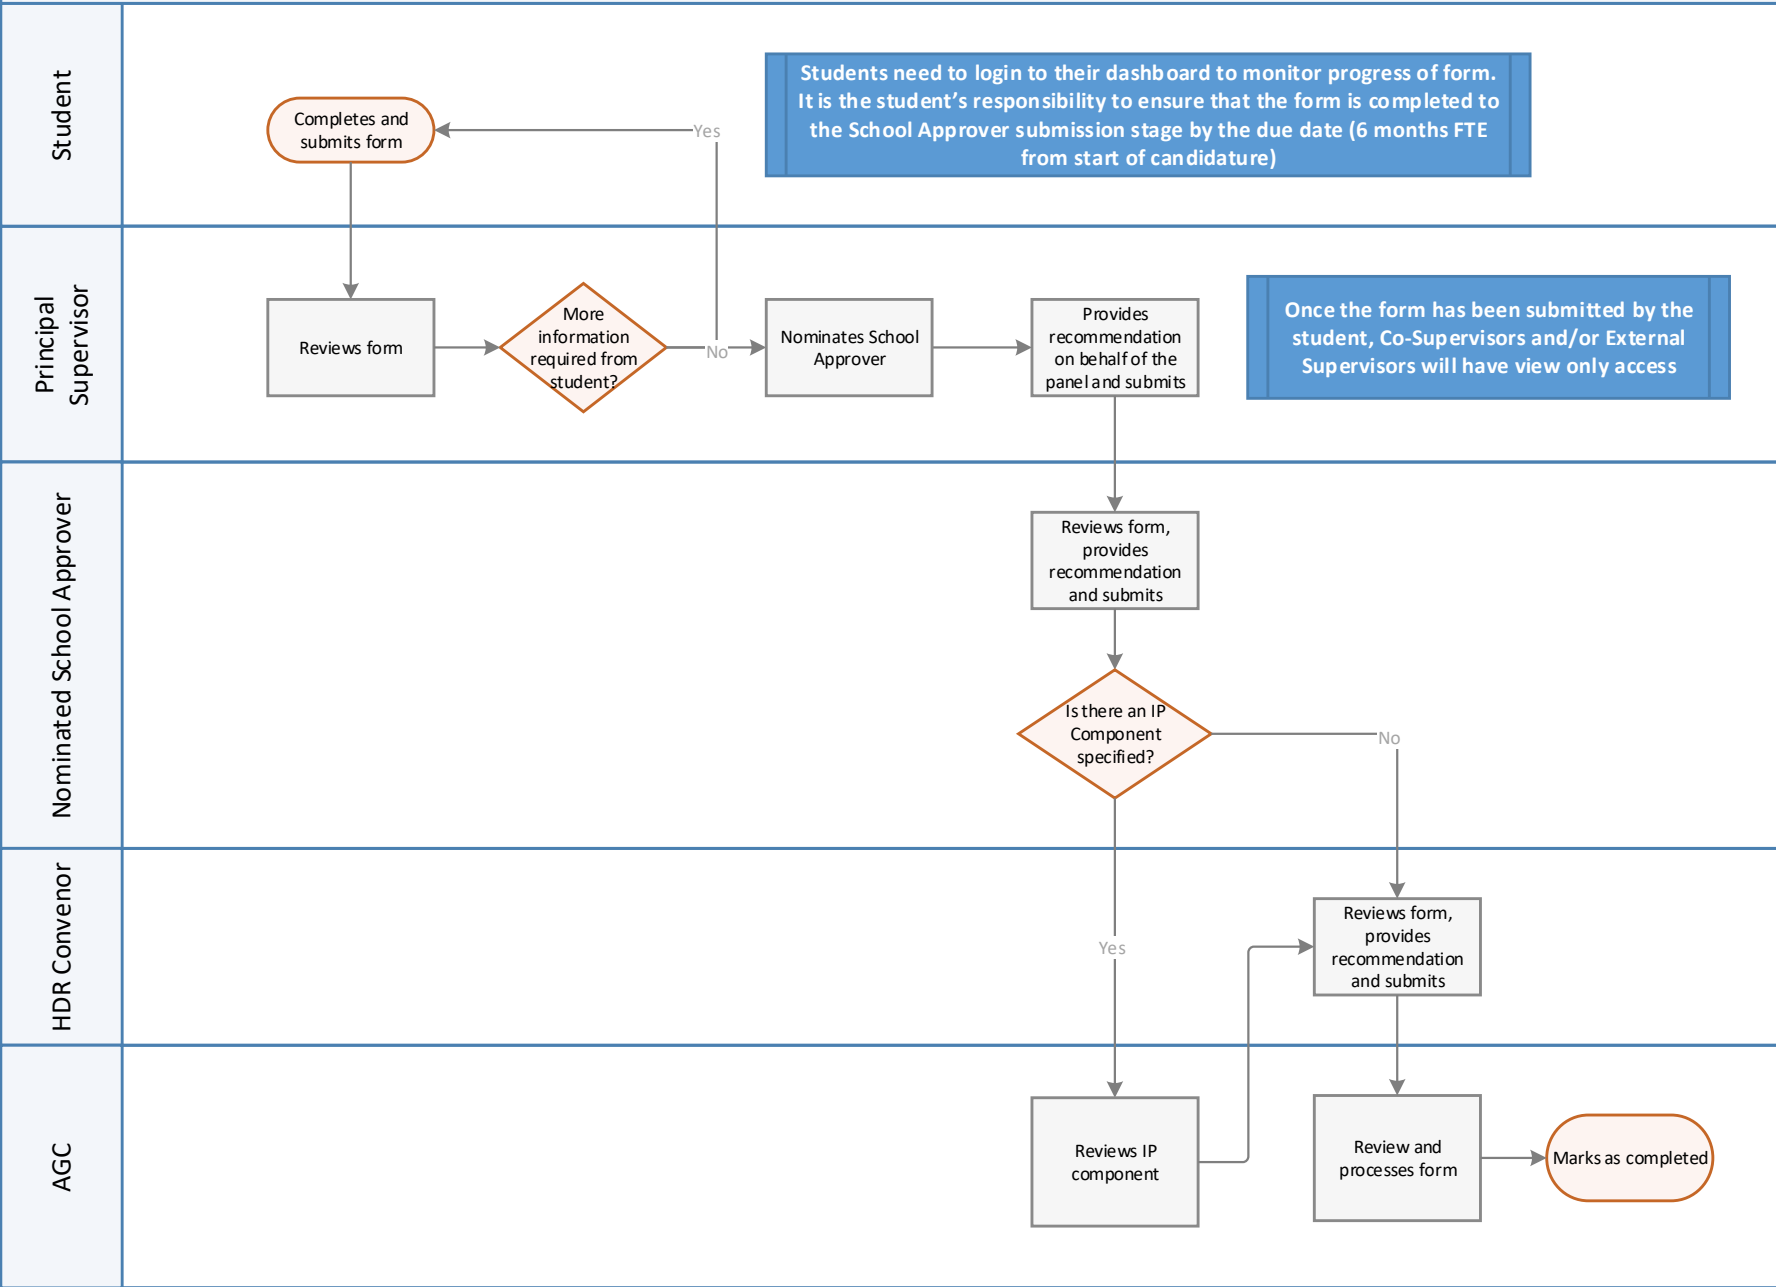 Student
Completes and
submits form
Yes
Students need to login to their dashboard to monitor progress of form.
It is the student's responsibility to ensure that the form is completed to
the School Approver submission stage by the due date (6 months FTE
from start of candidature)
Principal
Supervisor
Reviews form
More
information
required from
student?
No
Nominates School
Approver
Provides
recommendation
on behalf of the
panel and submits
Once the form has been submitted by the
student, Co-Supervisors and/or External
Supervisors will have view only access
Nominated School Approver
Reviews form,
provides
recommendation
and submits
Is there an IP
Component
specified?
No
HDR Convenor
Yes
Reviews form,
provides
recommendation
and submits
AGC
Reviews IP
component
Review and
processes form
Marks as completed